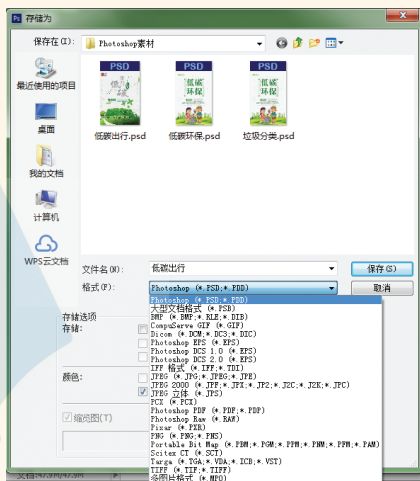 存储为
保存在(I):
Photoshop素材
PSD
PSD
PSD
低碳
低碳
环保
低碳出行.psd
低碳环保.psd
垃圾分类.psd
最近使用的项目
桌面
我的文档
计算机
WPS云文档
文件名(N):
低碳出行
保存(S)
格式(F):
Photoshop (*.PSD;*.PDD)
取消
Photoshop (*.PSD;*.PDD)
大型文档格式 (*.PSB)
BMP (*.BMP;*.RLE;*.DIB)
CompuServe GIF (*.GIF)
Dicom (*.DCM;*.DC3;*.DIC)
Photoshop EPS (*.EPS)
Photoshop DCS 1.0 (*.EPS)
Photoshop DCS 2.0 (*.EPS)
IFF 格式 (*.IFF;*.TDI)
JPEG (*.JPG;*.JPEG;*.JPE)
JPEG 2000 (*.JPF;*.JPX;*.JP2;*.J2C;*.J2K;*.JPC)
JPEG 立体 (*.JPS)
PCX (*.PCX)
Photoshop PDF (*.PDF;*.PDP)
Photoshop Raw (*.RAW)
Pixar (*.PXR)
PNG (*.PNG;*.PNS)
Portable Bit Map (*.PBM;*.PGM;*.PPM;*.PNM;*.PFM;*.PAM)
Scitex CT (*.SCT)
Targa (*.TGA;*.VDA;*.ICB;*.VST)
TIFF (*.TIF;*.TIFF)
多图片格式 (*.MPO)
存储选项
存储:
颜色:
缩览图(T)
文档:47.9M/47.9M